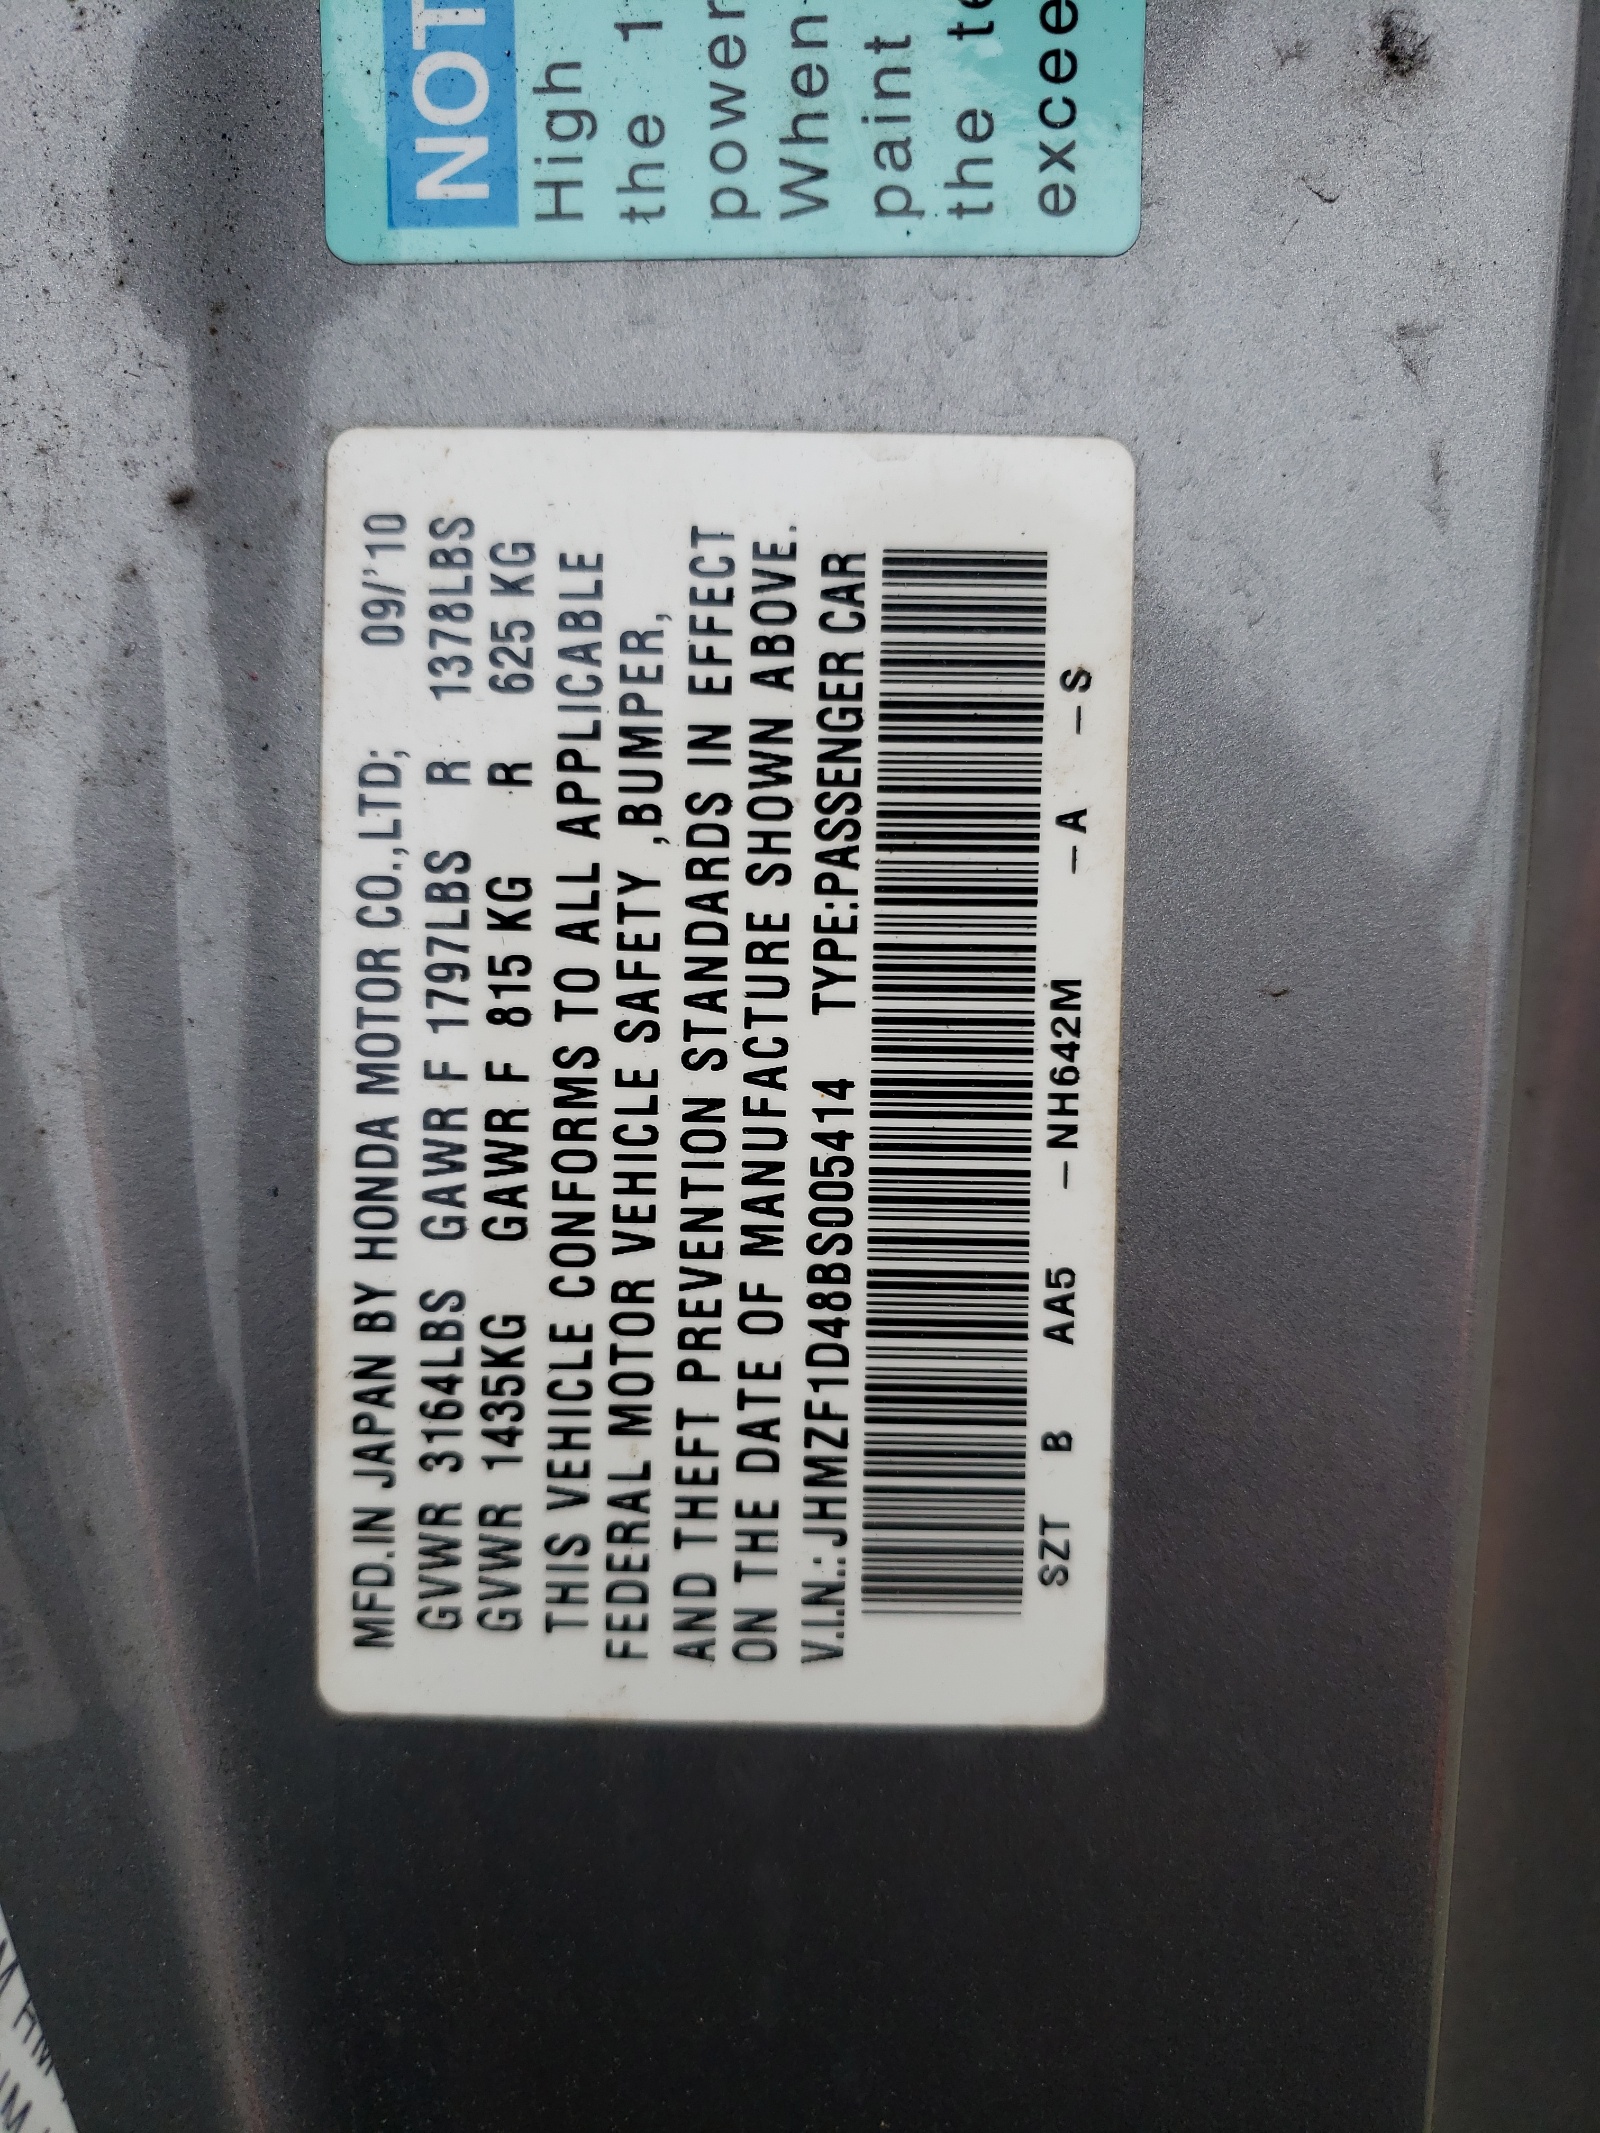 MFD.IN JAPAN BY HONDA MOTOR CO.,LTD; 09/'10
GVWR 3164LBS GAWR F 1797LBS R 1378LBS
GVWR 1435KG GAWR F 815 KG R 625 KG
THIS VEHICLE CONFORMS TO ALL APPLICABLE
FEDERAL MOTOR VEHICLE SAFETY ,BUMPER,
AND THEFT PREVENTION STANDARDS IN EFFECT
ON THE DATE OF MANUFACTURE SHOWN ABOVE.
V.I.N.: JHMZF1D48BS005414 TYPE:PASSENGER CAR
SZT B AA5 –NH642M –A –S
NOT
High
the 1
power
When
paint
the te
excee